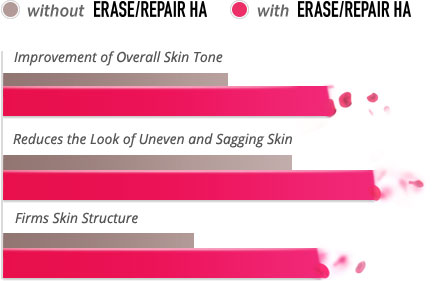 without ERASE/REPAIR HA with ERASE/REPAIR HA
Improvement of Overall Skin Tone
Reduces the Look of Uneven and Sagging Skin
Firms Skin Structure